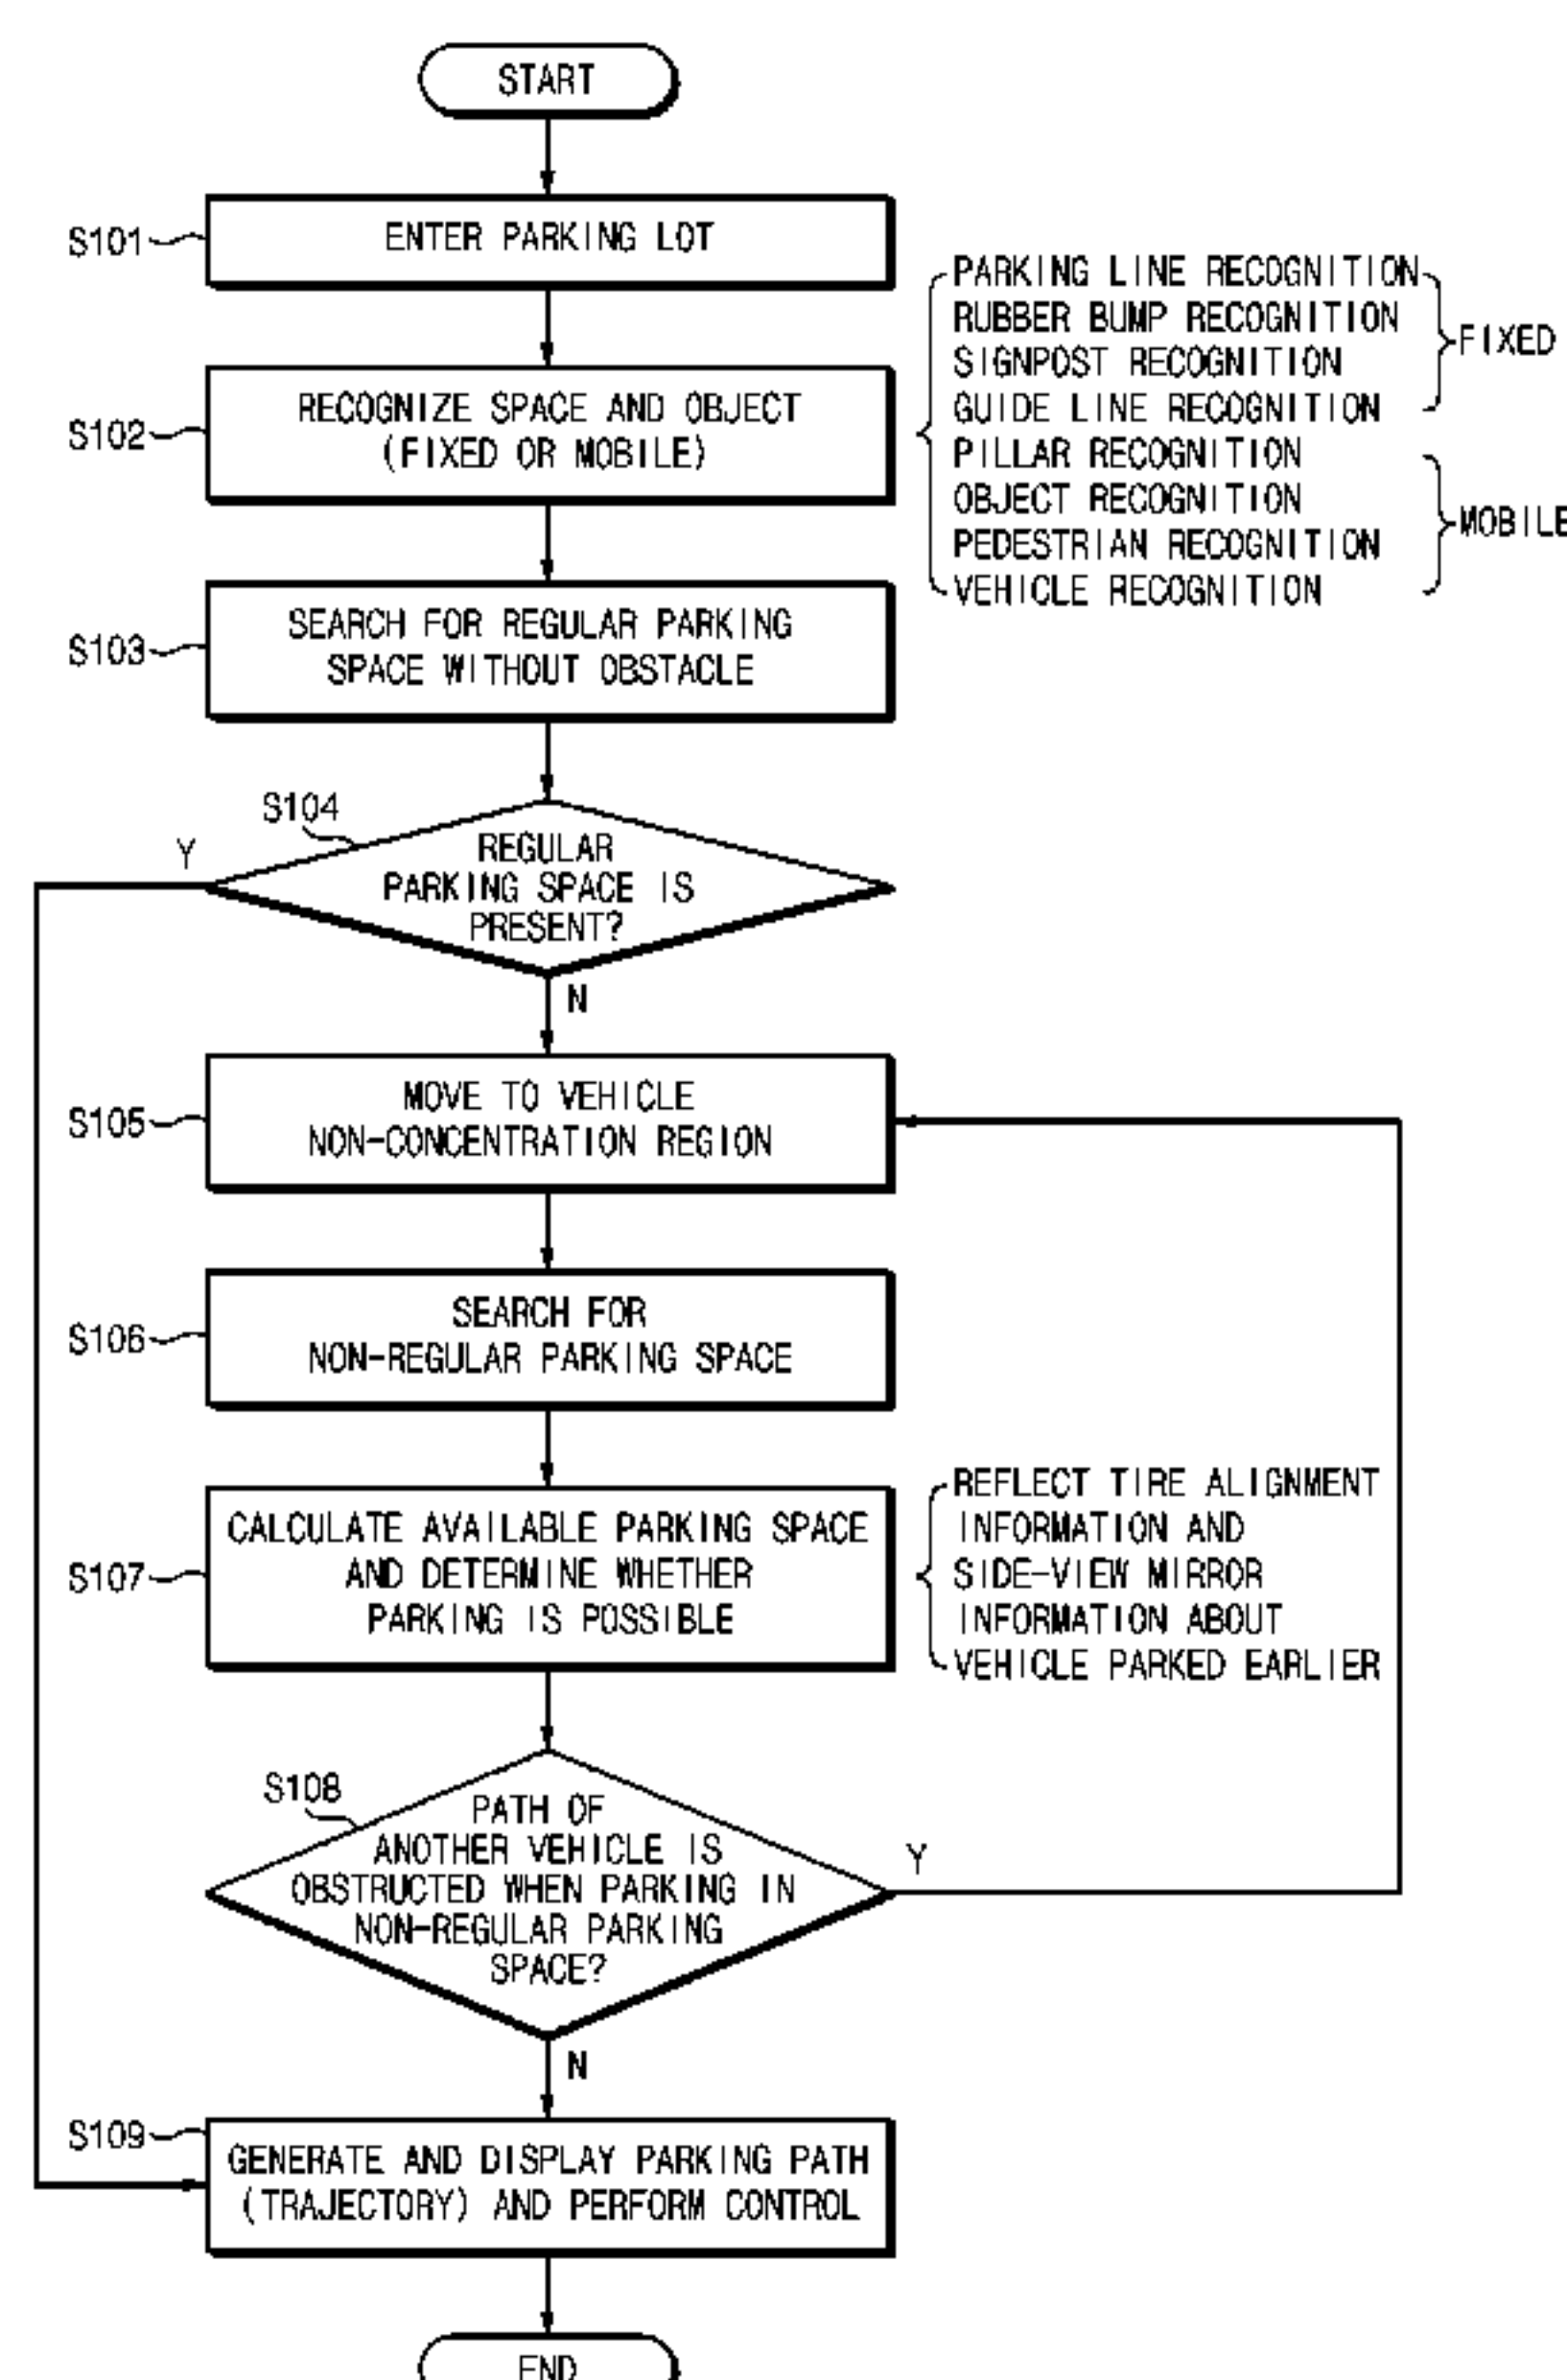 START
S101
ENTER PARKING LOT
S102
RECOGNIZE SPACE AND OBJECT
(FIXED OR MOBILE)
PARKING LINE RECOGNITION
RUBBER BUMP RECOGNITION
SIGNPOST RECOGNITION
GUIDE LINE RECOGNITION
PILLAR RECOGNITION
OBJECT RECOGNITION
PEDESTRIAN RECOGNITION
VEHICLE RECOGNITION
FIXED
MOBILE
S103
SEARCH FOR REGULAR PARKING
SPACE WITHOUT OBSTACLE
S104
Y
REGULAR
PARKING SPACE IS
PRESENT?
N
S105
MOVE TO VEHICLE
NON-CONCENTRATION REGION
S106
SEARCH FOR
NON-REGULAR PARKING SPACE
S107
CALCULATE AVAILABLE PARKING SPACE
AND DETERMINE WHETHER
PARKING IS POSSIBLE
REFLECT TIRE ALIGNMENT
INFORMATION AND
SIDE-VIEW MIRROR
INFORMATION ABOUT
VEHICLE PARKED EARLIER
S108
PATH OF
ANOTHER VEHICLE IS
OBSTRUCTED WHEN PARKING IN
NON-REGULAR PARKING
SPACE?
Y
N
S109
GENERATE AND DISPLAY PARKING PATH
(TRAJECTORY) AND PERFORM CONTROL
END